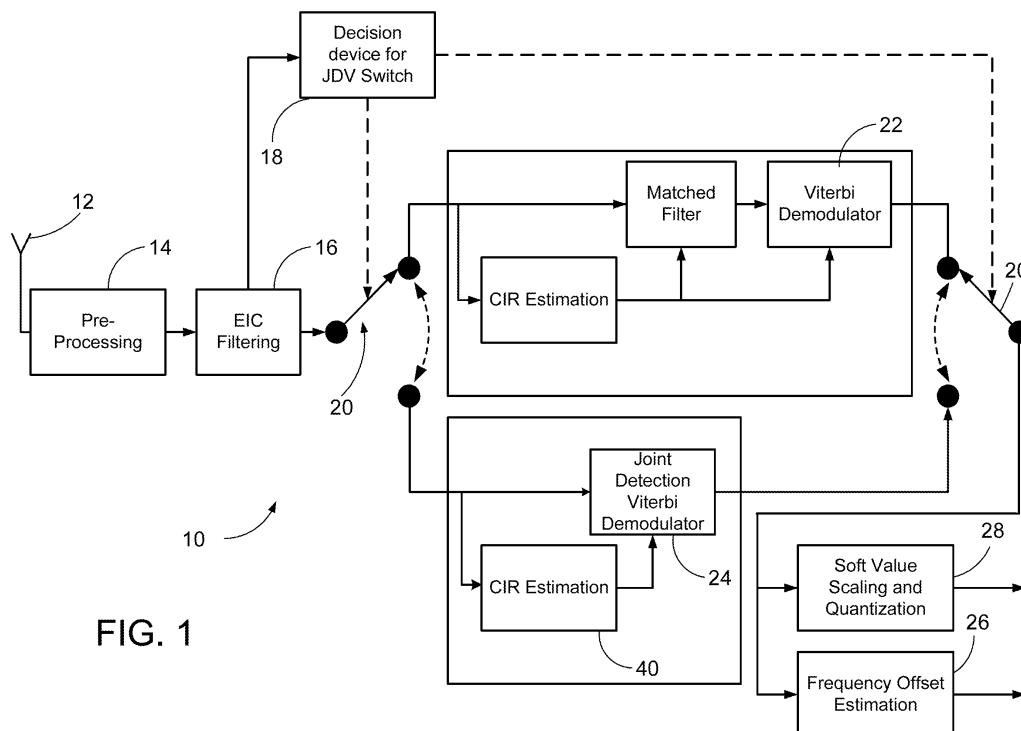 Decision
device for
JDV Switch
18
22
12
14
16
Matched
Filter
Viterbi
Demodulator
Pre-
Processing
EIC
Filtering
CIR Estimation
20
20
Joint
Detection
Viterbi
Demodulator
10
24
28
CIR Estimation
Soft Value
Scaling and
Quantization
FIG. 1
40
26
Frequency Offset
Estimation